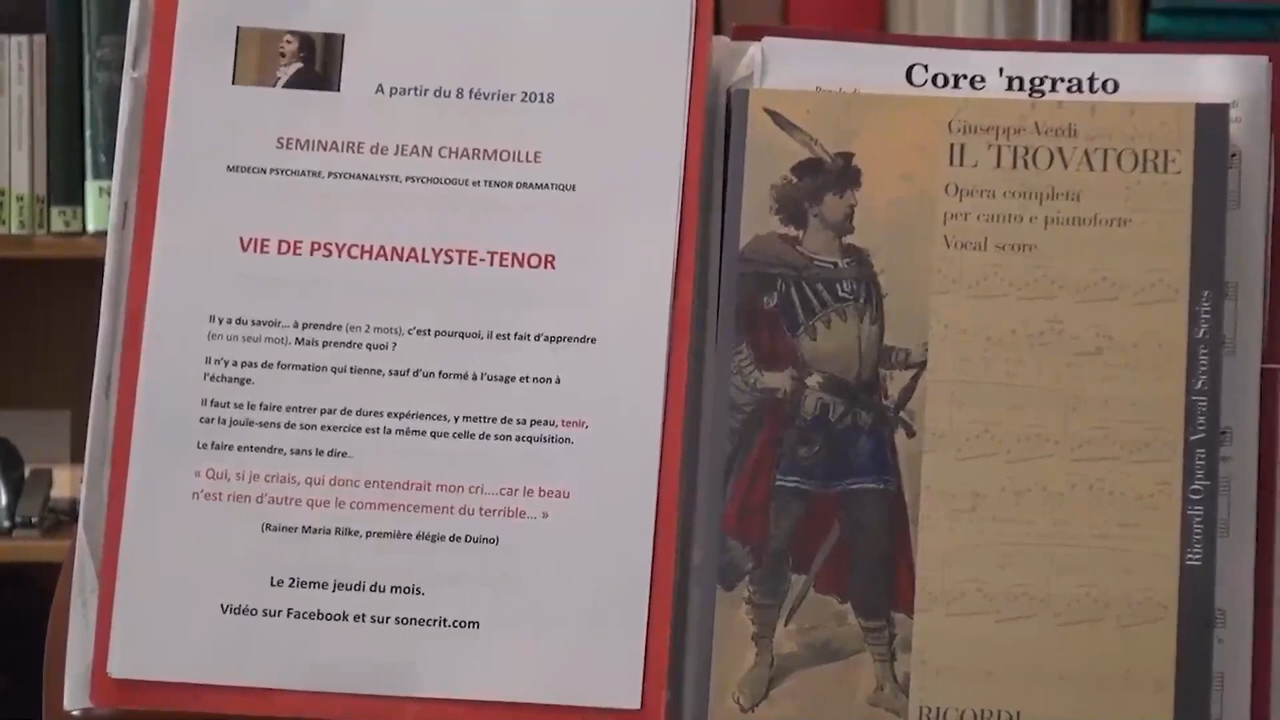 A partir du 8 février 2018
SEMINAIRE de JEAN CHARMOILLE
MEDECIN PSYCHIATRE, PSYCHANALYSTE, PSYCHOLOGUE et TENOR DRAMATIQUE
VIE DE PSYCHANALYSTE-TENOR
Il y a du savoir... à prendre (en 2 mots), c'est pourquoi, il est fait d'apprendre
(en un seul mot). Mais prendre quoi ?
Il n'y a pas de formation qui tienne, sauf d'un formé à l'usage et non à
l'échange.
Il faut se le faire entrer par de dures expériences, y mettre de sa peau, tenir,
car la jouie-sens de son exercice est la même que celle de son acquisition.
Le faire entendre, sans le dire...
« Qui, si je criais, qui donc entendrait mon cri....car le beau
n'est rien d'autre que le commencement du terrible... »
(Rainer Maria Rilke, première élégie de Duino)
Le 2ieme jeudi du mois.
Vidéo sur Facebook et sur sonecrit.com
Core 'ngrato
Giuseppe Verdi
IL TROVATORE
Opera completa
per canto e pianoforte
Vocal score
Ricordi Opera Vocal Score Series
RICORDI